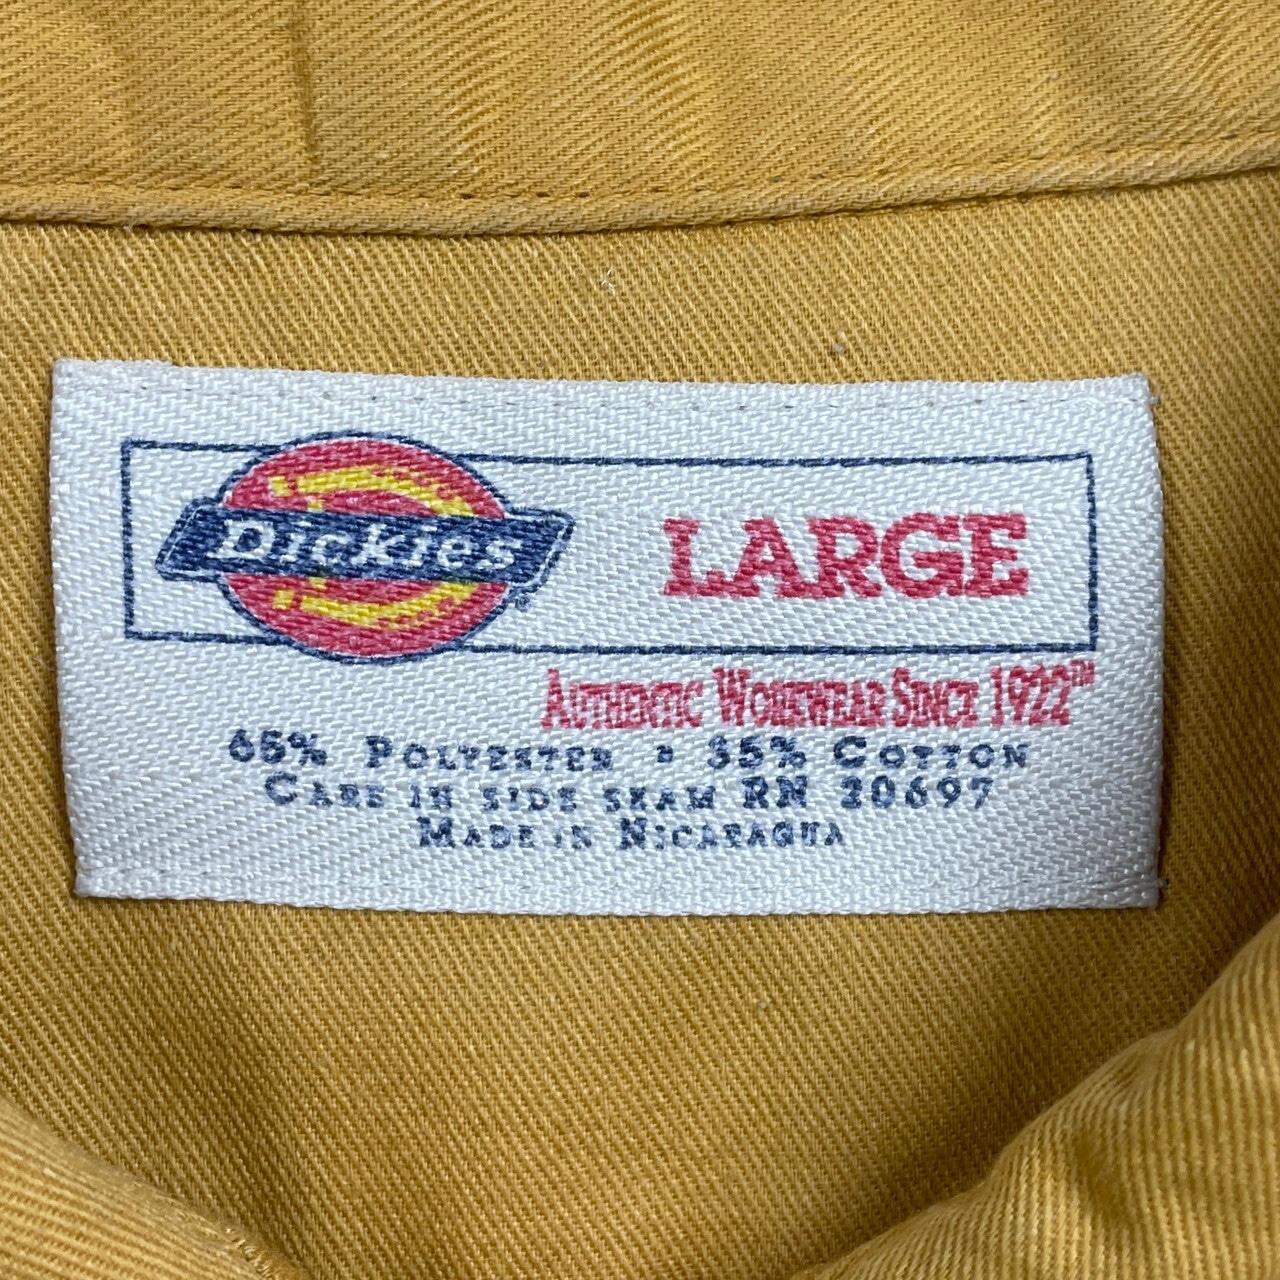 Dickies®
LARGE
AUTHENTIC WORKWEAR SINCE 1922™
65% POLYESTER • 35% COTTON
CARE IN SIDE SEAM RN 20697
MADE IN NICARAGUA